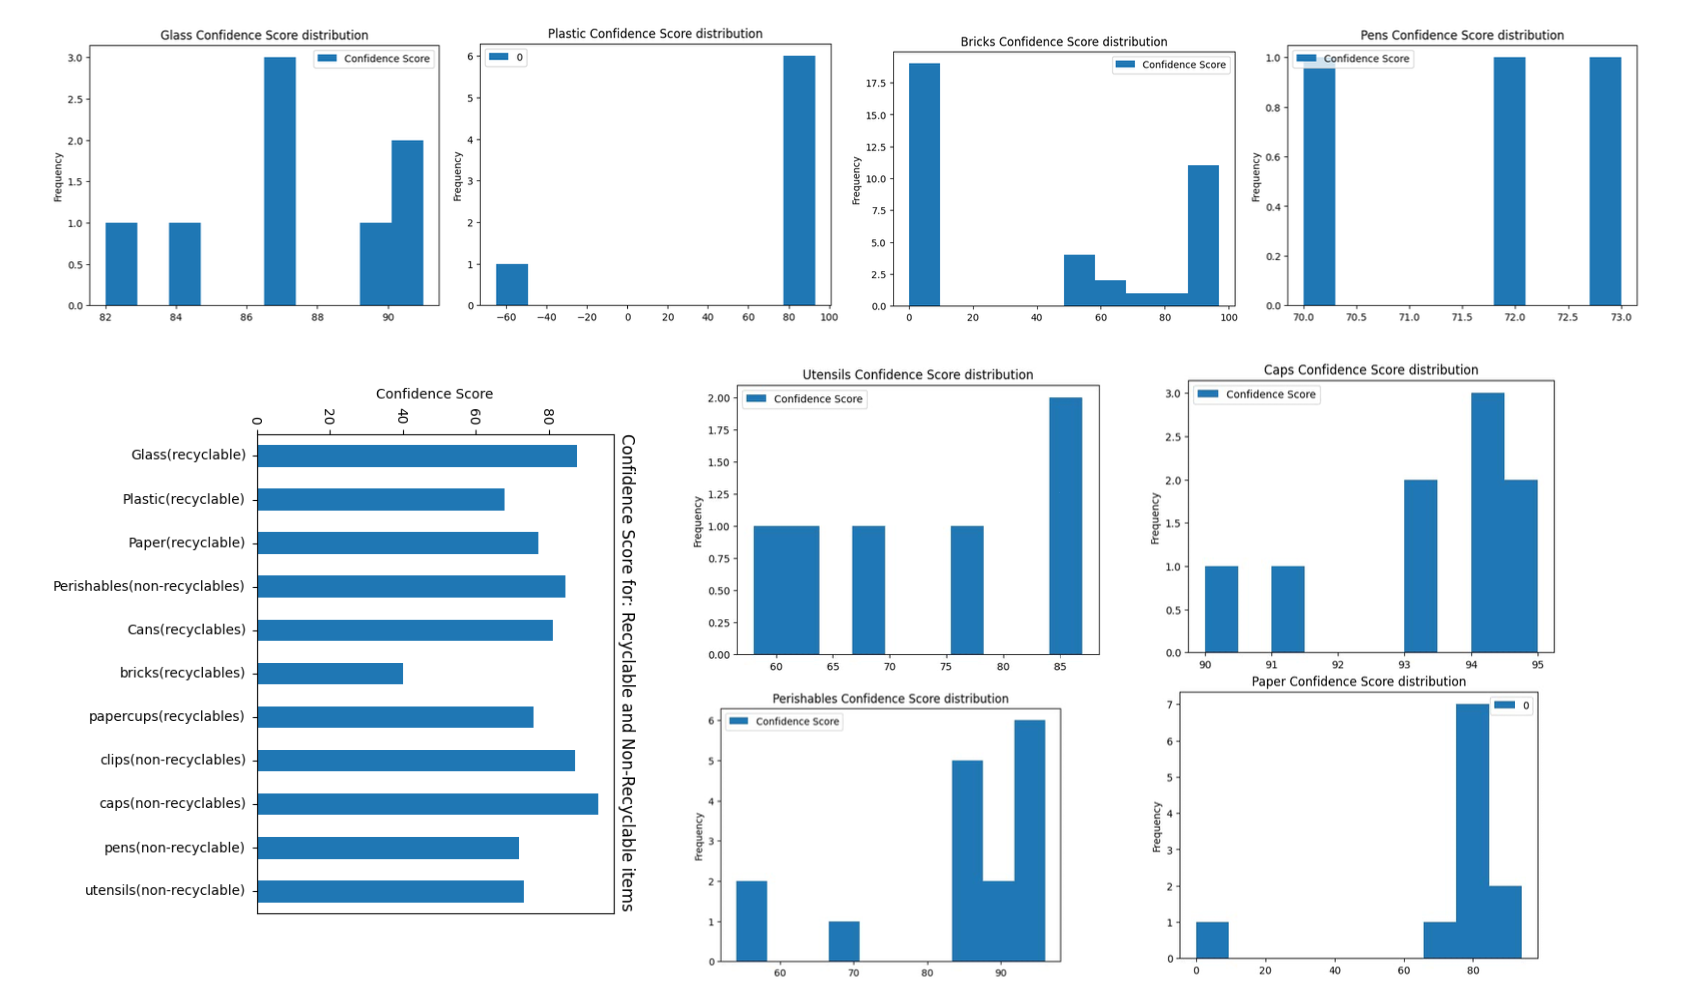 Glass Confidence Score distribution
Confidence Score
Frequency
3.0
2.5
2.0
1.5
1.0
0.5
0.0
82 84 86 88 90
Plastic Confidence Score distribution
0
Frequency
6
5
4
3
2
1
0
−60 −40 −20 0 20 40 60 80 100
Bricks Confidence Score distribution
Confidence Score
Frequency
17.5
15.0
12.5
10.0
7.5
5.0
2.5
0.0
0 20 40 60 80 100
Pens Confidence Score distribution
Confidence Score
Frequency
1.0
0.8
0.6
0.4
0.2
0.0
70.0 70.5 71.0 71.5 72.0 72.5 73.0
Confidence Score
0 20 40 60 80
Glass(recyclable)
Plastic(recyclable)
Paper(recyclable)
Perishables(non-recyclables)
Cans(recyclables)
bricks(recyclables)
papercups(recyclables)
clips(non-recyclables)
caps(non-recyclables)
pens(non-recyclable)
utensils(non-recyclable)
Confidence Score for: Recyclable and Non-Recyclable items
Utensils Confidence Score distribution
Confidence Score
Frequency
2.00
1.75
1.50
1.25
1.00
0.75
0.50
0.25
0.00
60 65 70 75 80 85
Caps Confidence Score distribution
Confidence Score
Frequency
3.0
2.5
2.0
1.5
1.0
0.5
0.0
90 91 92 93 94 95
Perishables Confidence Score distribution
Confidence Score
Frequency
6
5
4
3
2
1
0
60 70 80 90
Paper Confidence Score distribution
0
Frequency
7
6
5
4
3
2
1
0
0 20 40 60 80